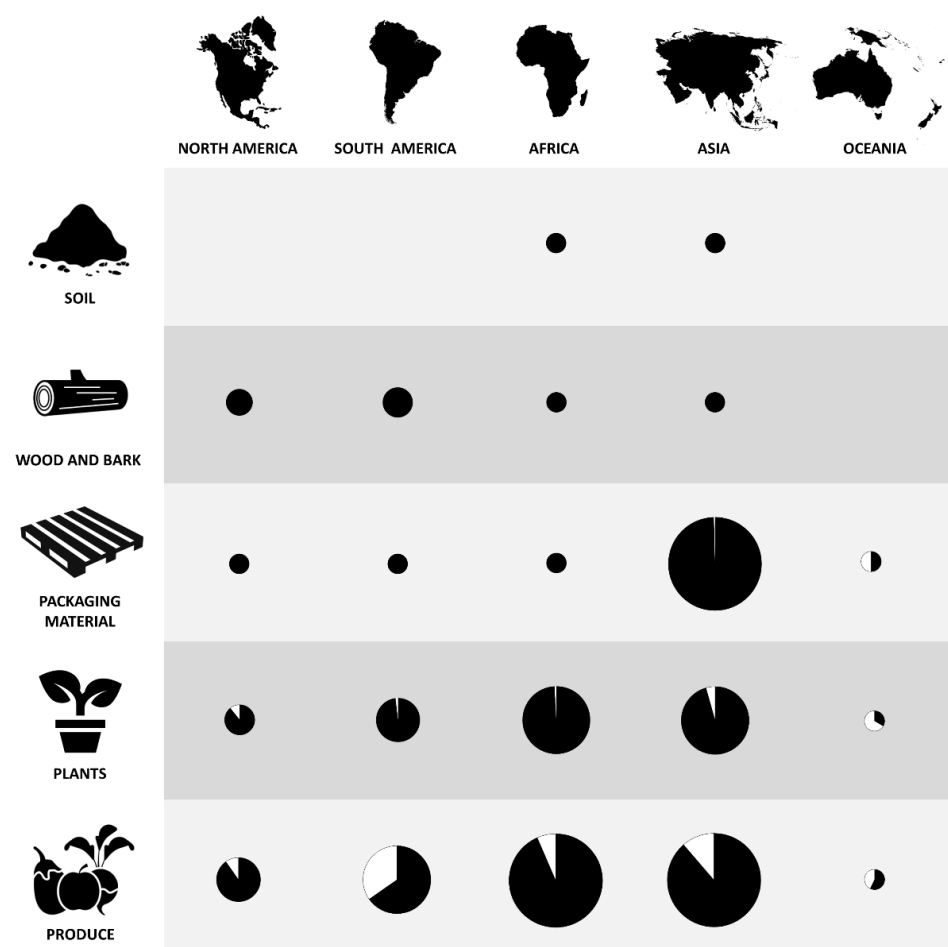 NORTH AMERICA
SOUTH AMERICA
AFRICA
ASIA
OCEANIA
SOIL
WOOD AND BARK
PACKAGING
MATERIAL
PLANTS
PRODUCE